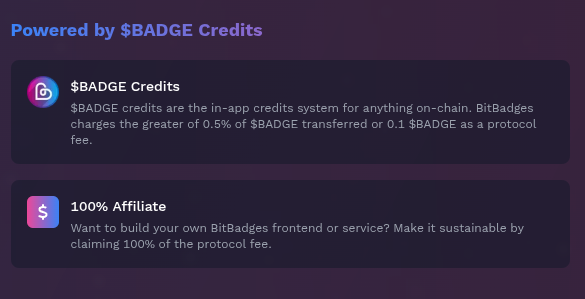 Powered by $BADGE Credits
$BADGE Credits
$BADGE credits are the in-app credits system for anything on-chain. BitBadges
charges the greater of 0.5% of $BADGE transferred or 0.1 $BADGE as a protocol
fee.
$
100% Affiliate
Want to build your own BitBadges frontend or service? Make it sustainable by
claiming 100% of the protocol fee.